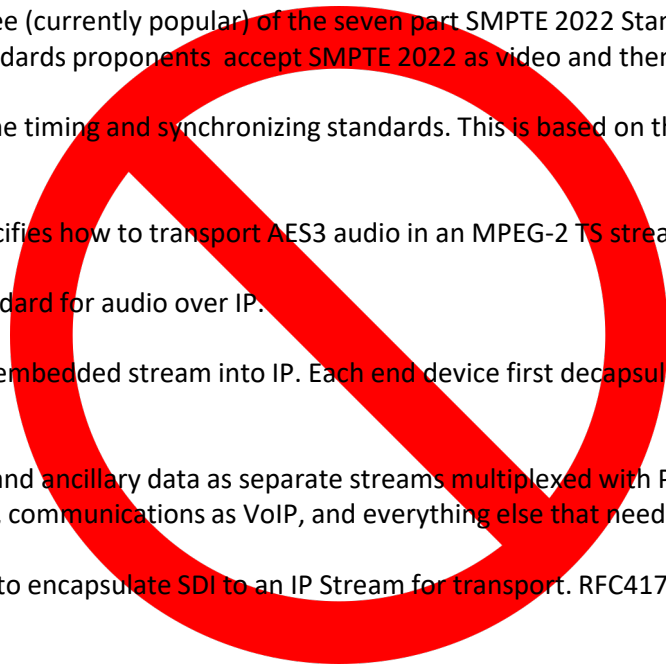 ee (currently popular) of the seven part SMPTE 2022 Stan
dards proponents  accept SMPTE 2022 as video and then
ne timing and synchronizing standards. This is based on th
cifies how to transport AES3 audio in an MPEG-2 TS strea
dard for audio over IP.
embedded stream into IP. Each end device first decapsul
and ancillary data as separate streams multiplexed with R
communications as VoIP, and everything else that need
to encapsulate SDI to an IP Stream for transport. RFC417